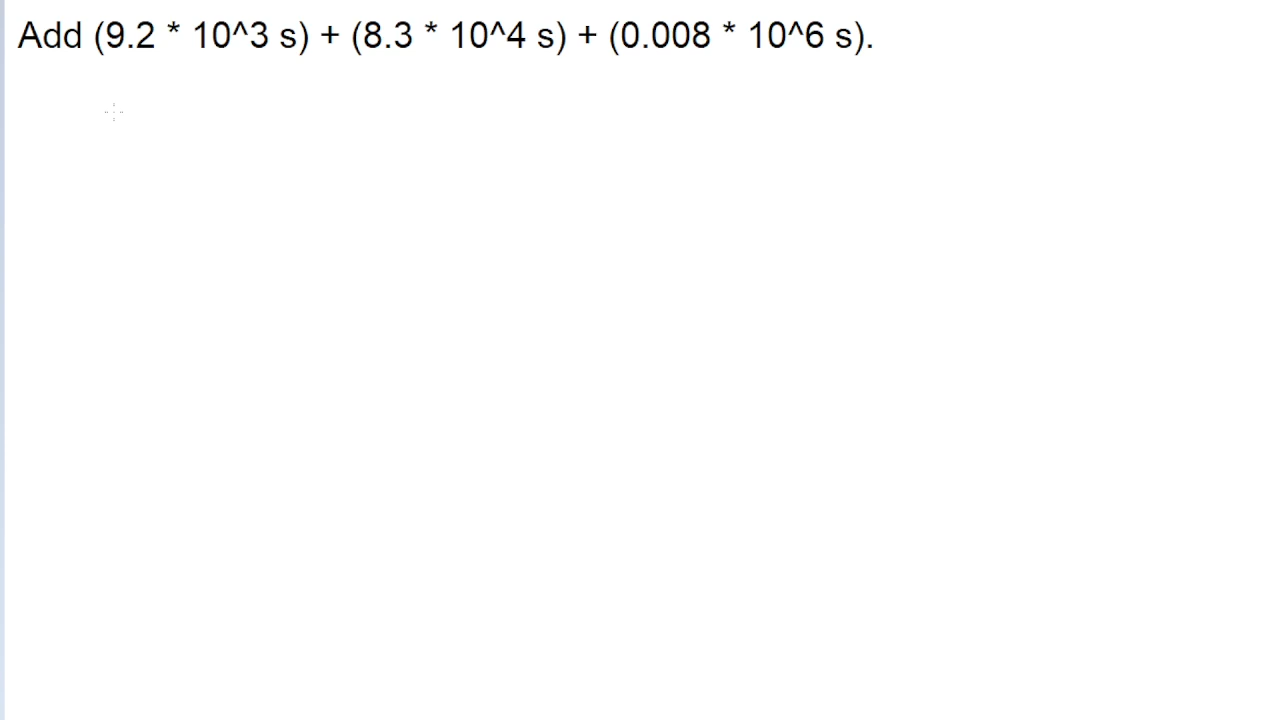 Add (9.2 * 10^3 s) + (8.3 * 10^4 s) + (0.008 * 10^6 s).